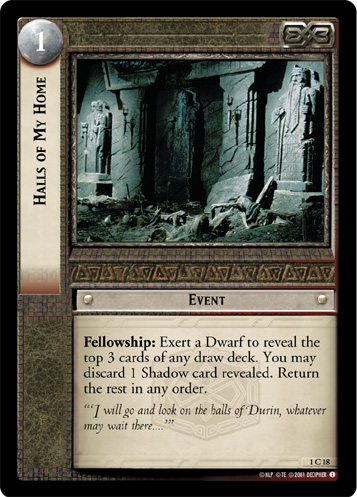 1
HALLS OF MY HOME
EVENT
Fellowship: Exert a Dwarf to reveal the
top 3 cards of any draw deck. You may
discard 1 Shadow card revealed. Return
the rest in any order.
“‘I will go and look on the halls of Durin, whatever
may wait there....’”
1 C 18
©NLP ©TE ©2001 DECIPHER